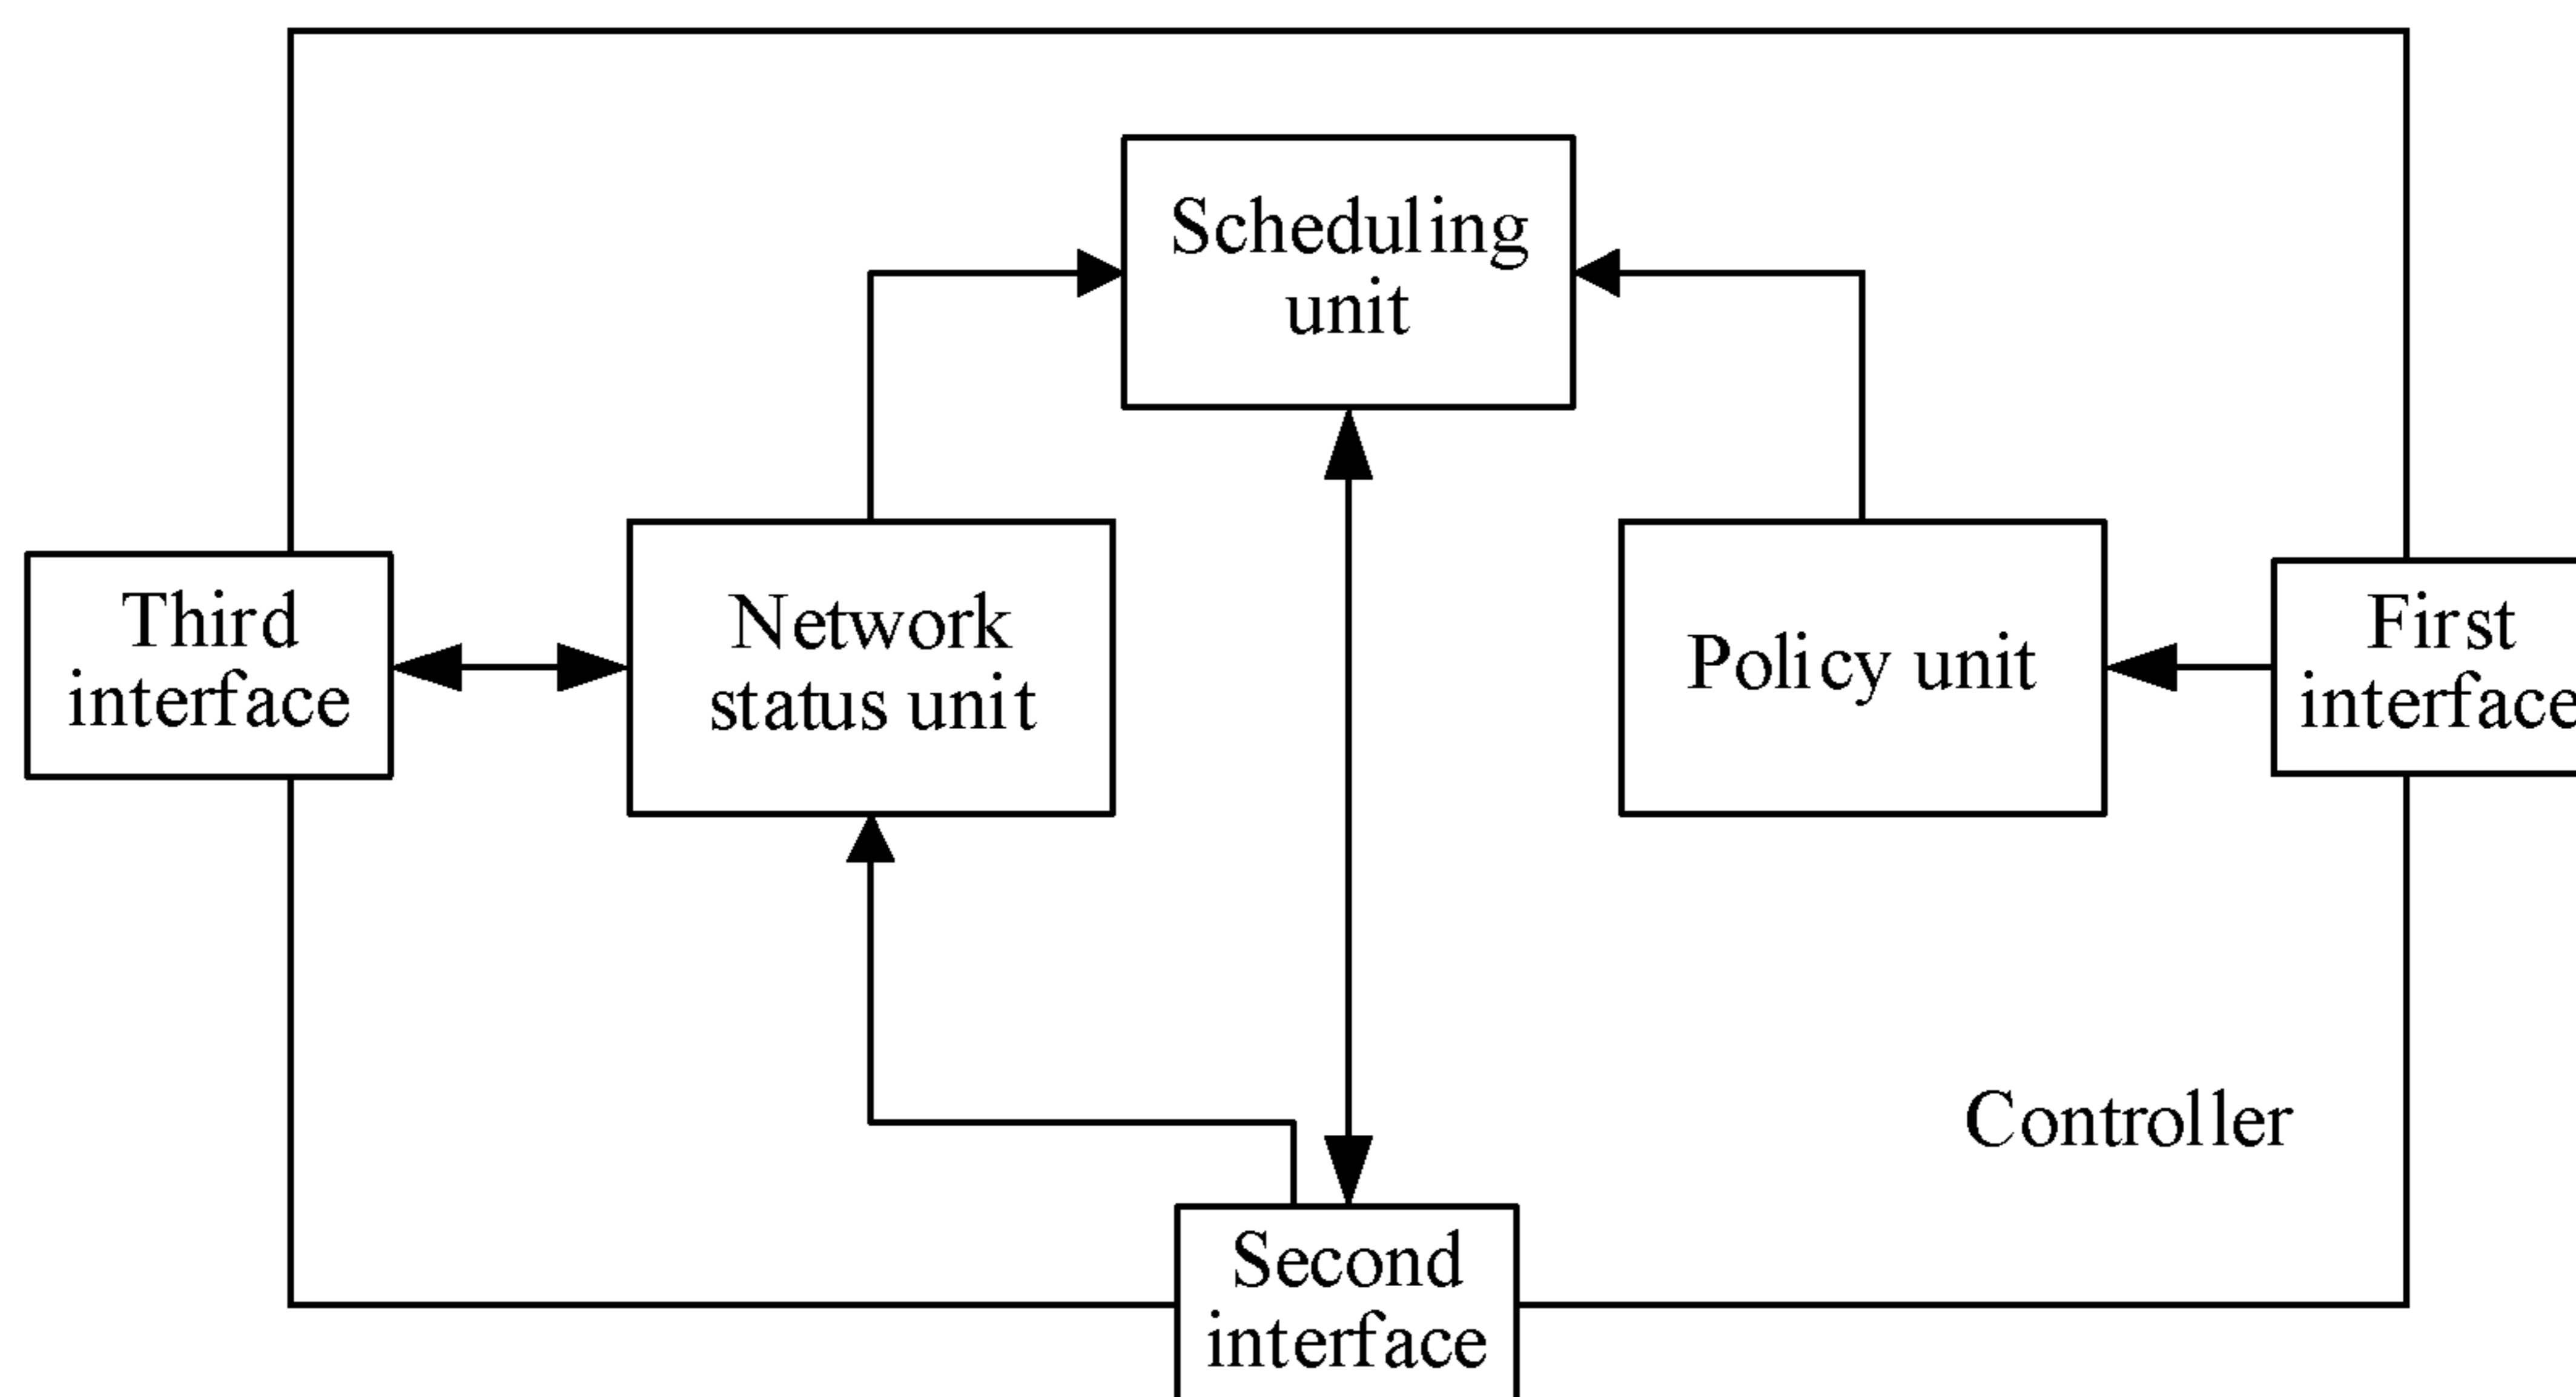 Scheduling
unit
Third
interface
Network
status unit
Policy unit
First
interface
Controller
Second
interface